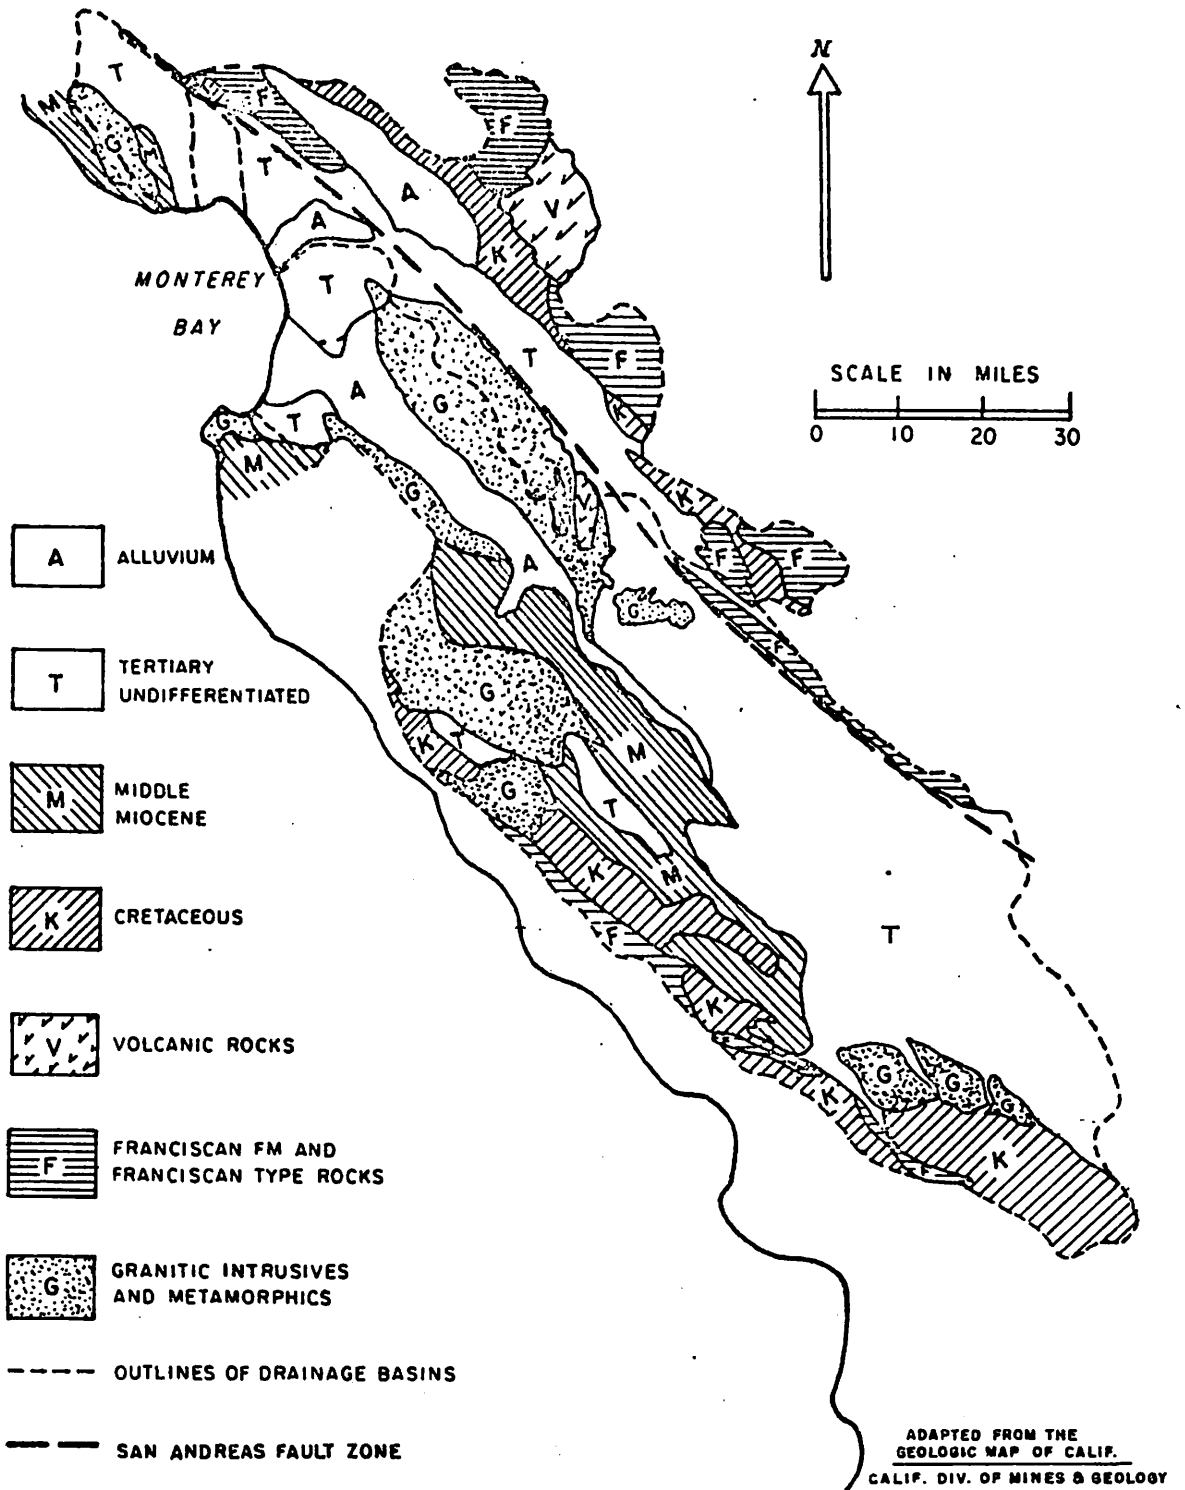 N
T
M
G
M
F
T
A
A
F
V
K
MONTEREY
BAY
T
T
F
K
A
G
G
T
M
G
K
V
A
F
F
G
F
G
K
T
G
M
T
K
M
F
T
K
K
G
G
G
K
SCALE IN MILES
0 10 20 30
A ALLUVIUM
T TERTIARY
UNDIFFERENTIATED
M MIDDLE
MIOCENE
K CRETACEOUS
V VOLCANIC ROCKS
F FRANCISCAN FM AND
FRANCISCAN TYPE ROCKS
G GRANITIC INTRUSIVES
AND METAMORPHICS
OUTLINES OF DRAINAGE BASINS
SAN ANDREAS FAULT ZONE
ADAPTED FROM THE
GEOLOGIC MAP OF CALIF.
CALIF. DIV. OF MINES & GEOLOGY